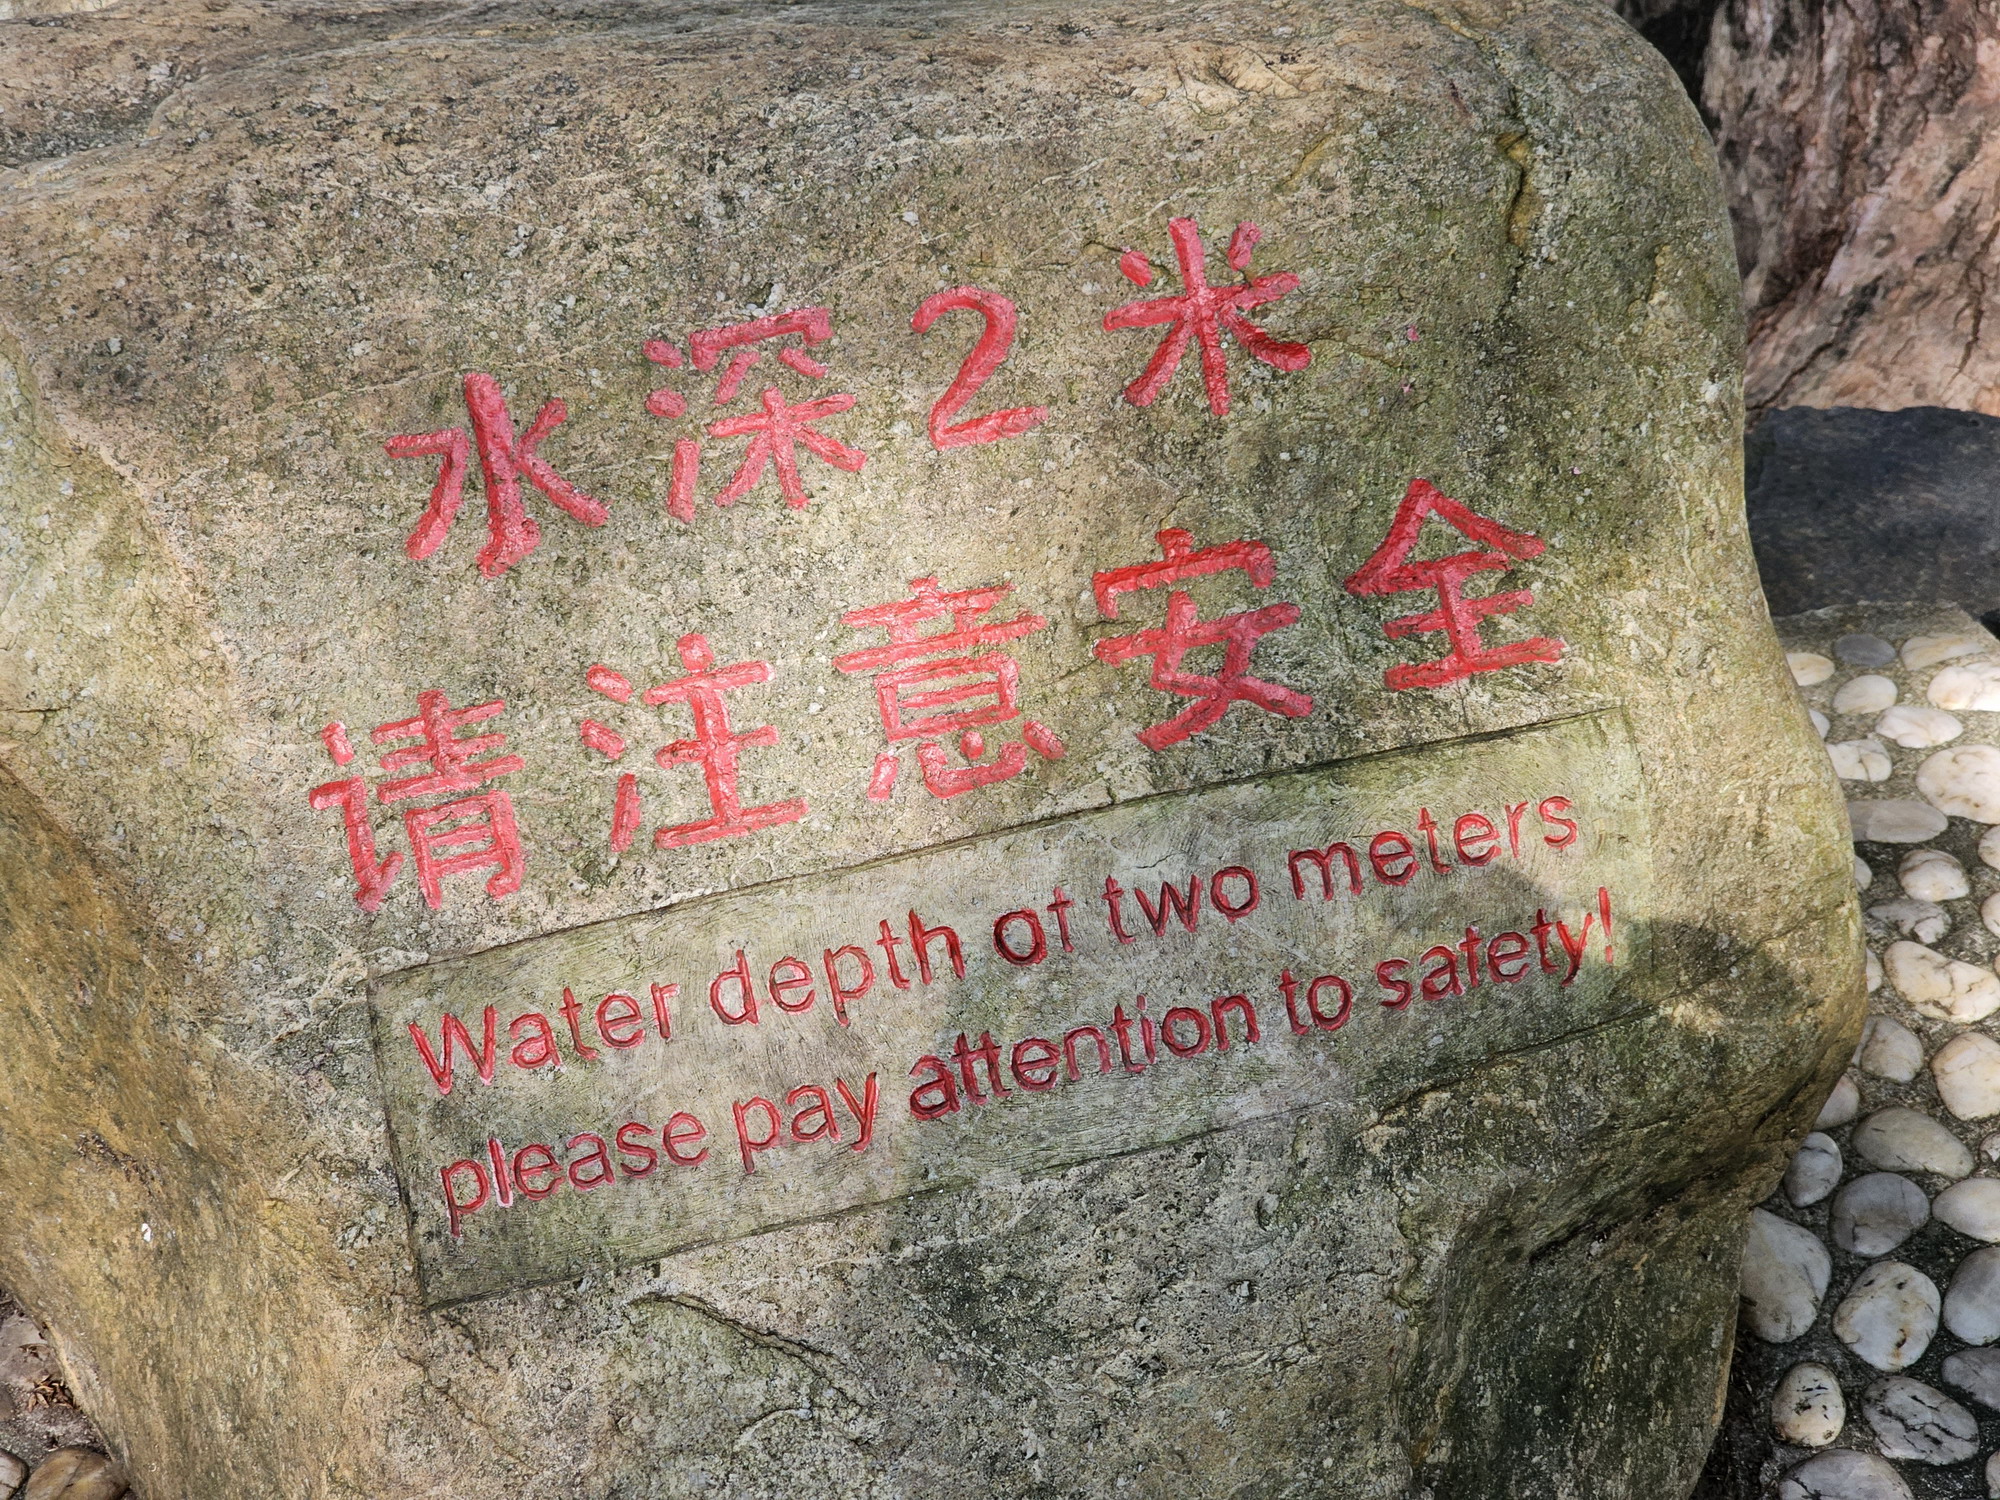 水深2米
请注意安全
Water depth of two meters
please pay attention to safety!